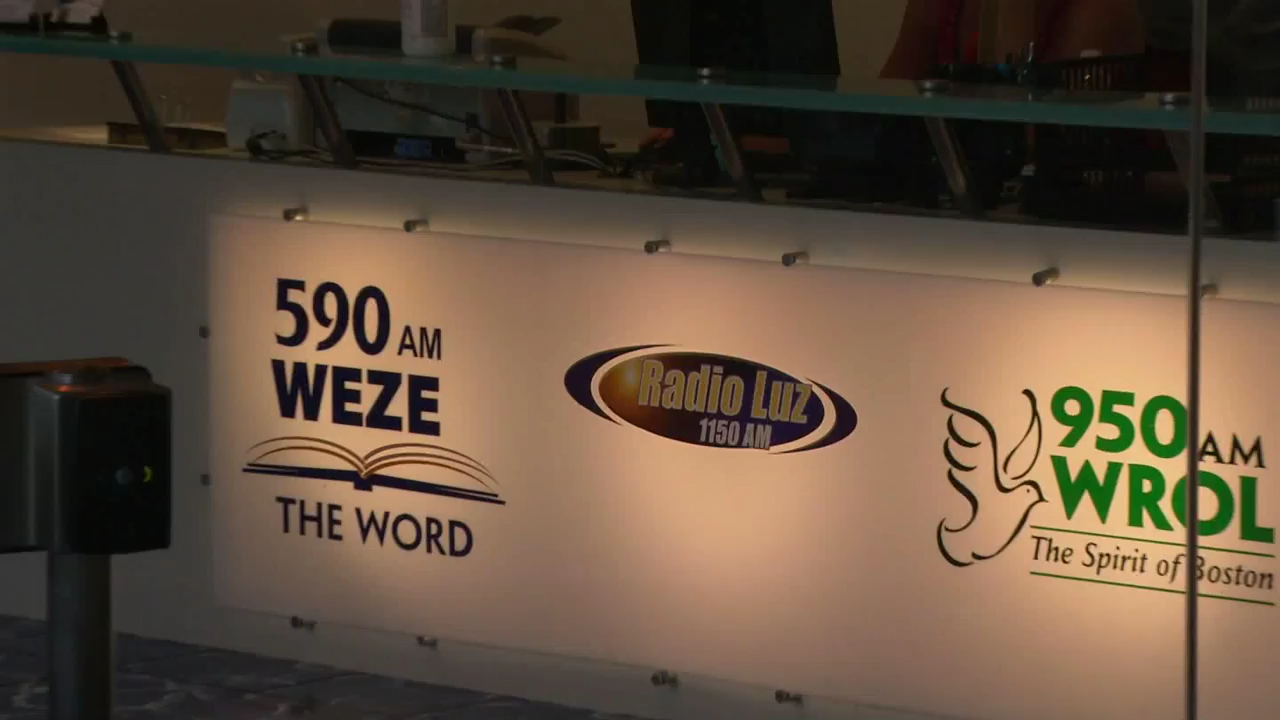 590 AM
WEZE
THE WORD
Radio Luz
1150 AM
950 AM
WROL
The Spirit of Boston